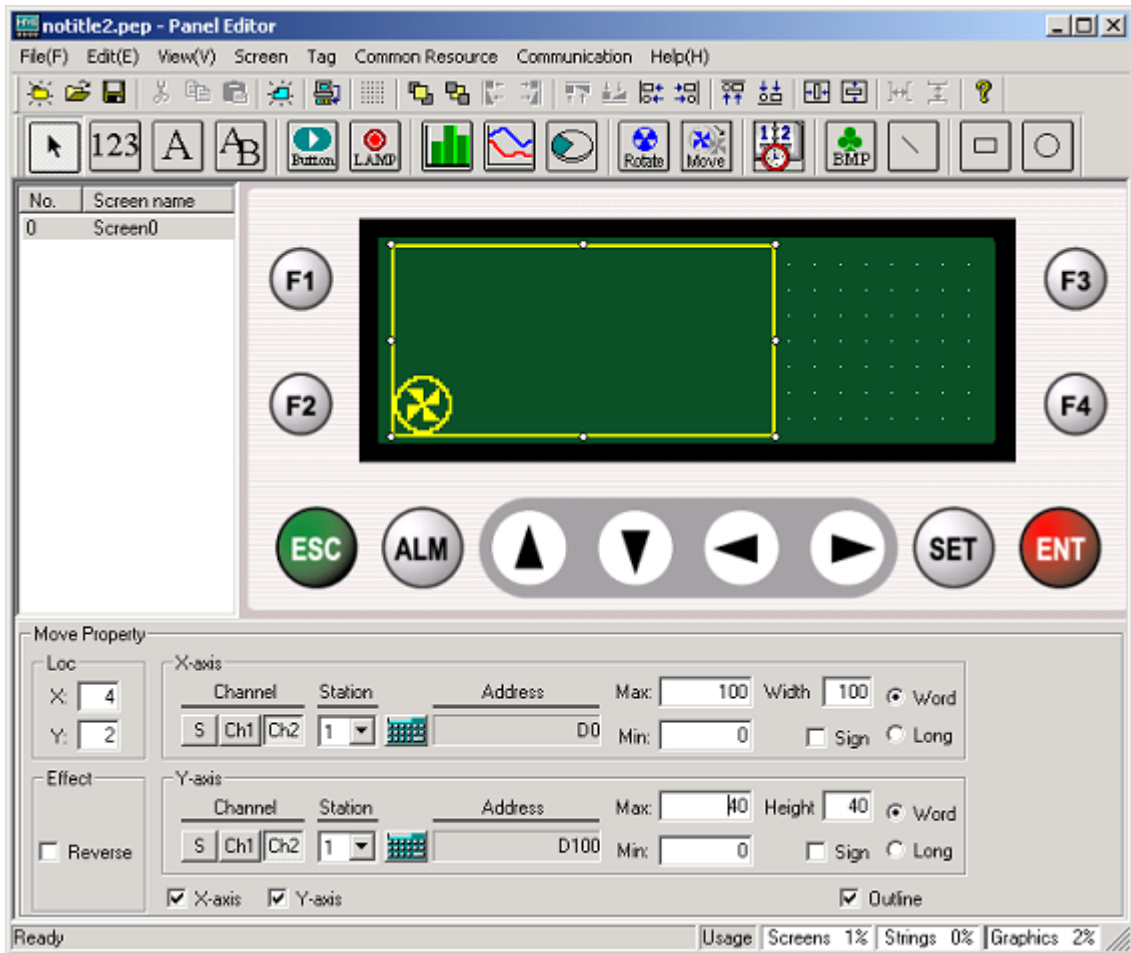 notitle2.pep - Panel Editor
File(F) Edit(E) View(V) Screen Tag Common Resource Communication Help(H)
123 A AB Button LAMP Rotate Move 1 2 BMP
No. Screen name
0 Screen0
F1 F3
F2 F4
ESC ALM SET ENT
Move Property
Loc
X: 4
Y: 2
X-axis
Channel Station Address Max: 100 Width 100 Word
S Ch1 Ch2 1 D0 Min: 0 Sign Long
Effect
Reverse
Y-axis
Channel Station Address Max: 40 Height 40 Word
S Ch1 Ch2 1 D100 Min: 0 Sign Long
X-axis Y-axis Outline
Ready Usage Screens 1% Strings 0% Graphics 2%